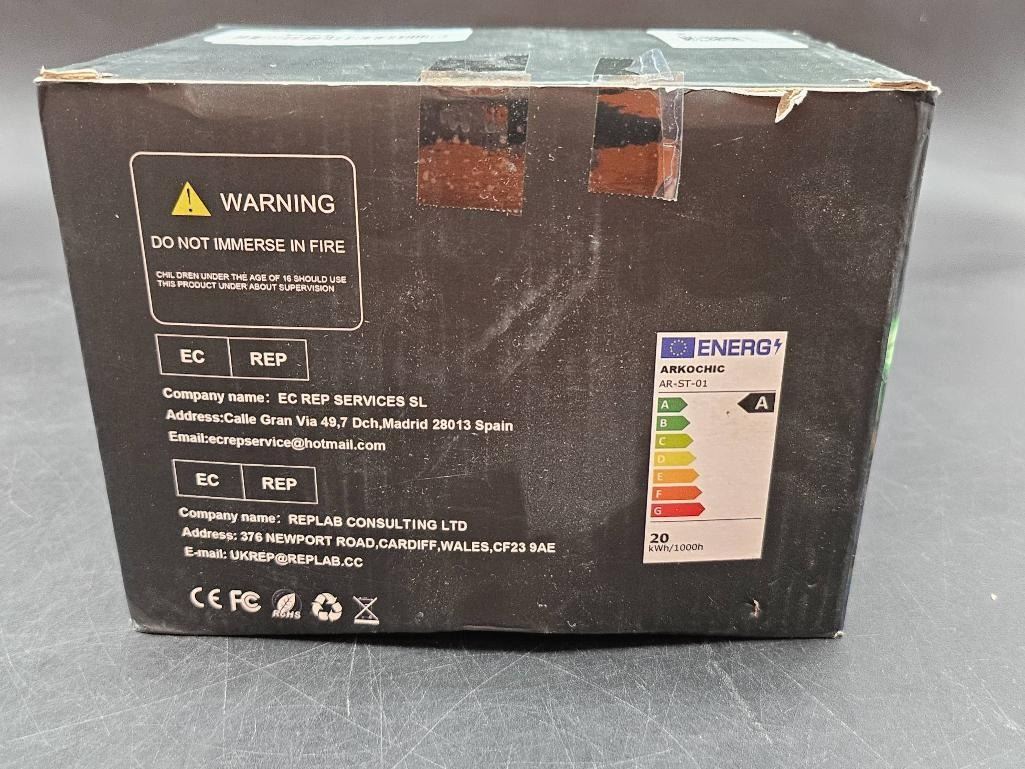 WARNING
DO NOT IMMERSE IN FIRE
CHIL DREN UNDER THE AGE OF 16 SHOULD USE
THIS PRODUCT UNDER ABOUT SUPERVISION
EC REP
Company name: EC REP SERVICES SL
Address:Calle Gran Via 49,7 Dch,Madrid 28013 Spain
Email:ecrepservice@hotmail.com
EC REP
Company name: REPLAB CONSULTING LTD
Address: 376 NEWPORT ROAD,CARDIFF,WALES,CF23 9AE
E-mail: UKREP@REPLAB.CC
CE FC RoHS
ENERG
ARKOCHIC
AR-ST-01
A A
B
C
D
E
F
G
20
kWh/1000h